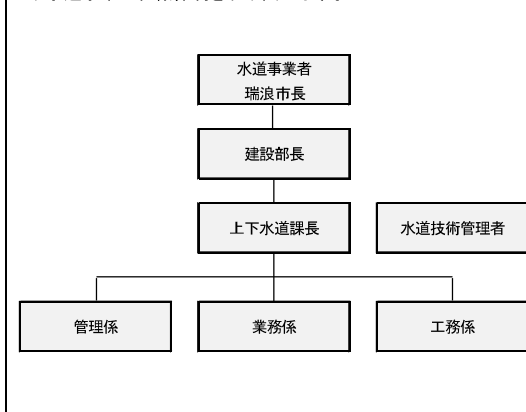 水道事業者
瑞浪市長
建設部長
上下水道課長
水道技術管理者
管理係
業務係
工務係